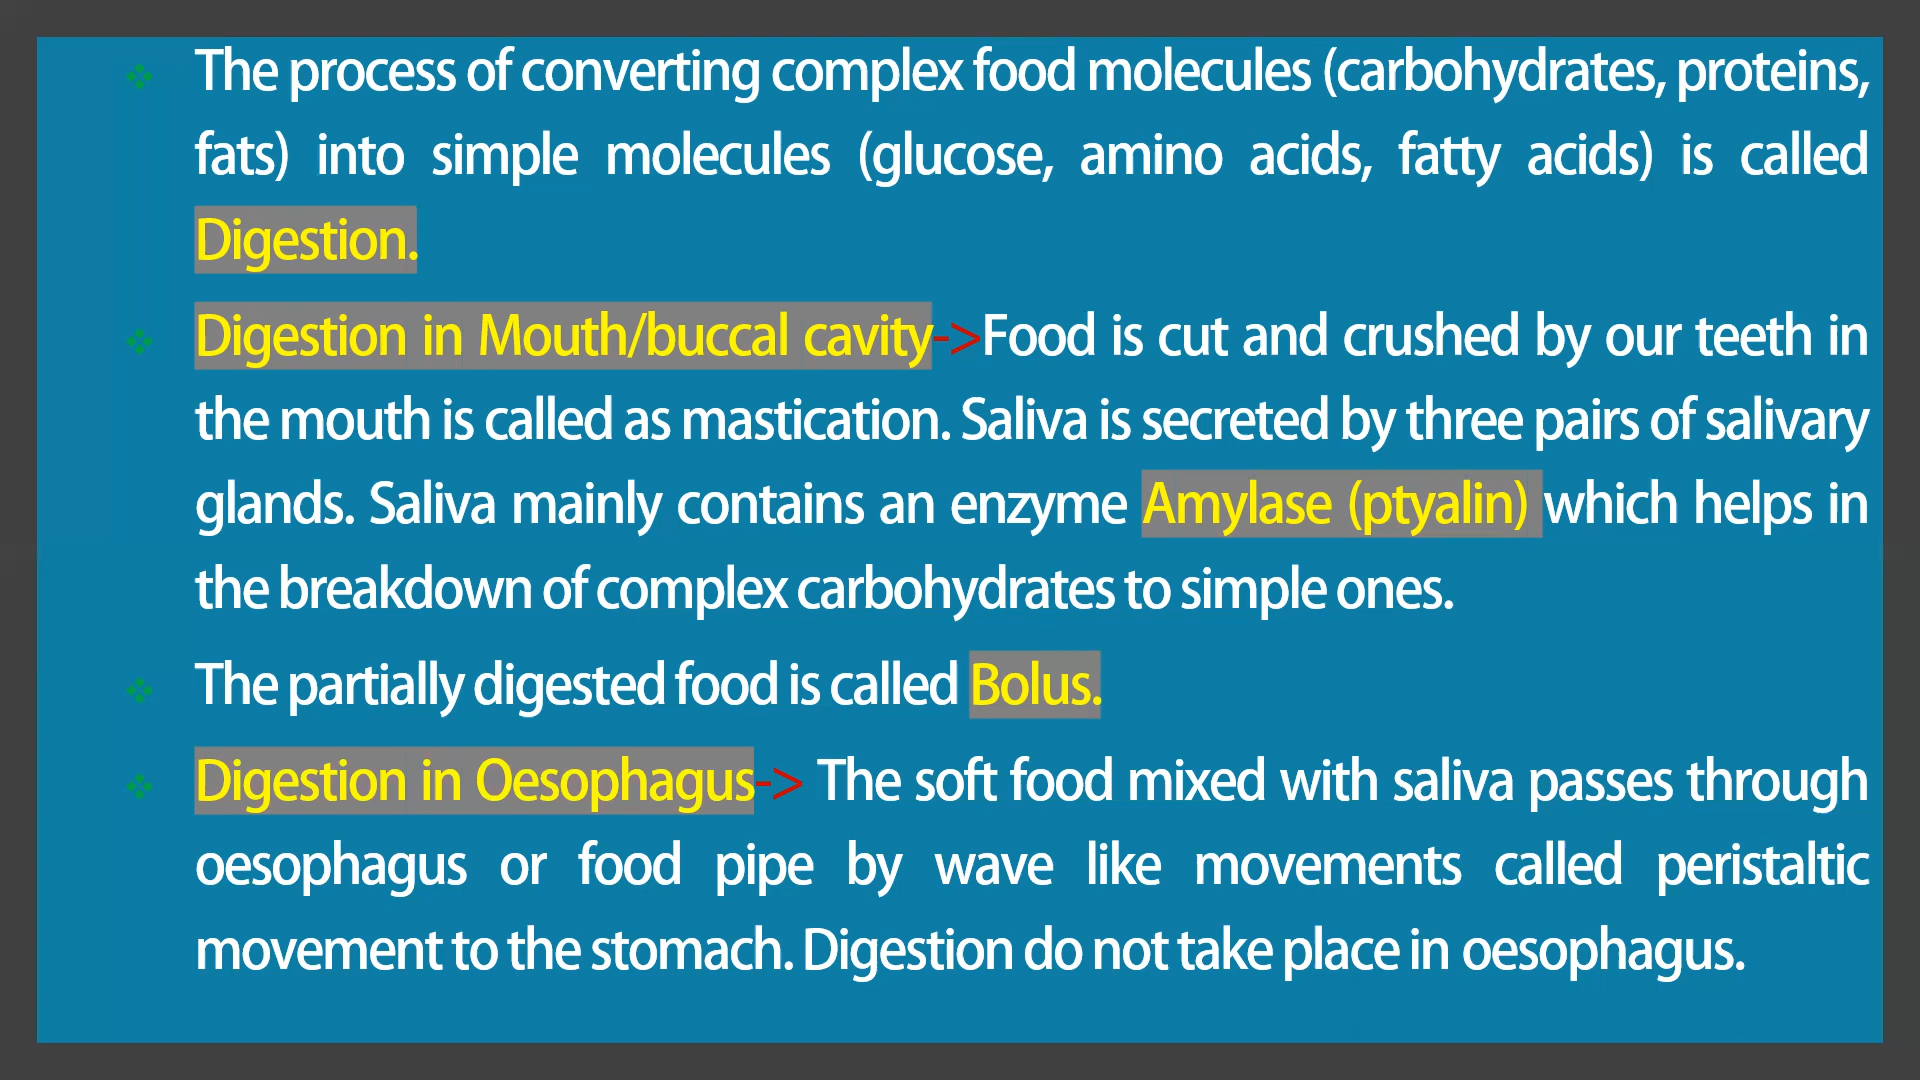 The process of converting complex food molecules (carbohydrates, proteins,
fats) into simple molecules (glucose, amino acids, fatty acids) is called
Digestion.
Digestion in Mouth/buccal cavity->Food is cut and crushed by our teeth in
the mouth is called as mastication. Saliva is secreted by three pairs of salivary
glands. Saliva mainly contains an enzyme Amylase (ptyalin) which helps in
the breakdown of complex carbohydrates to simple ones.
The partially digested food is called Bolus.
Digestion in Oesophagus-> The soft food mixed with saliva passes through
oesophagus or food pipe by wave like movements called peristaltic
movement to the stomach. Digestion do not take place in oesophagus.